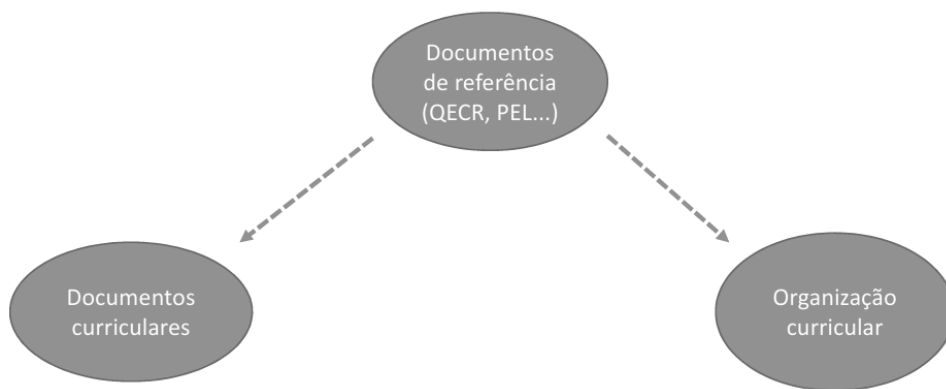 Documentos
de referência
(QECR, PEL...)
Documentos
curriculares
Organização
curricular